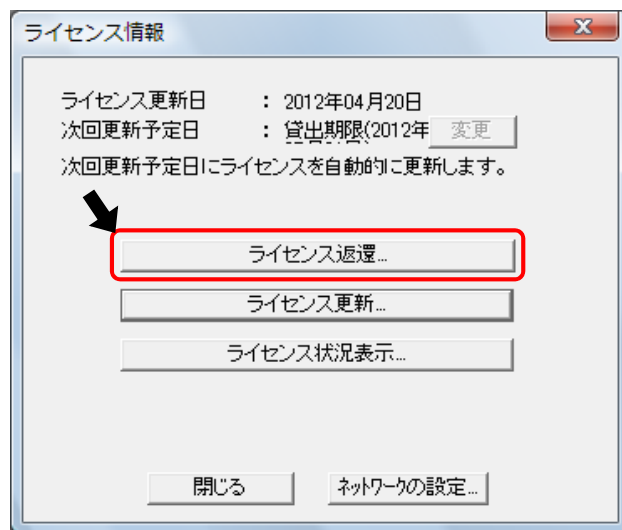 ライセンス情報
ライセンス更新日 : 2012年04月20日
次回更新予定日 : 貸出期限(2012年 変更
次回更新予定日にライセンスを自動的に更新します。
ライセンス返還...
ライセンス更新...
ライセンス状況表示...
閉じる ネットワークの設定...